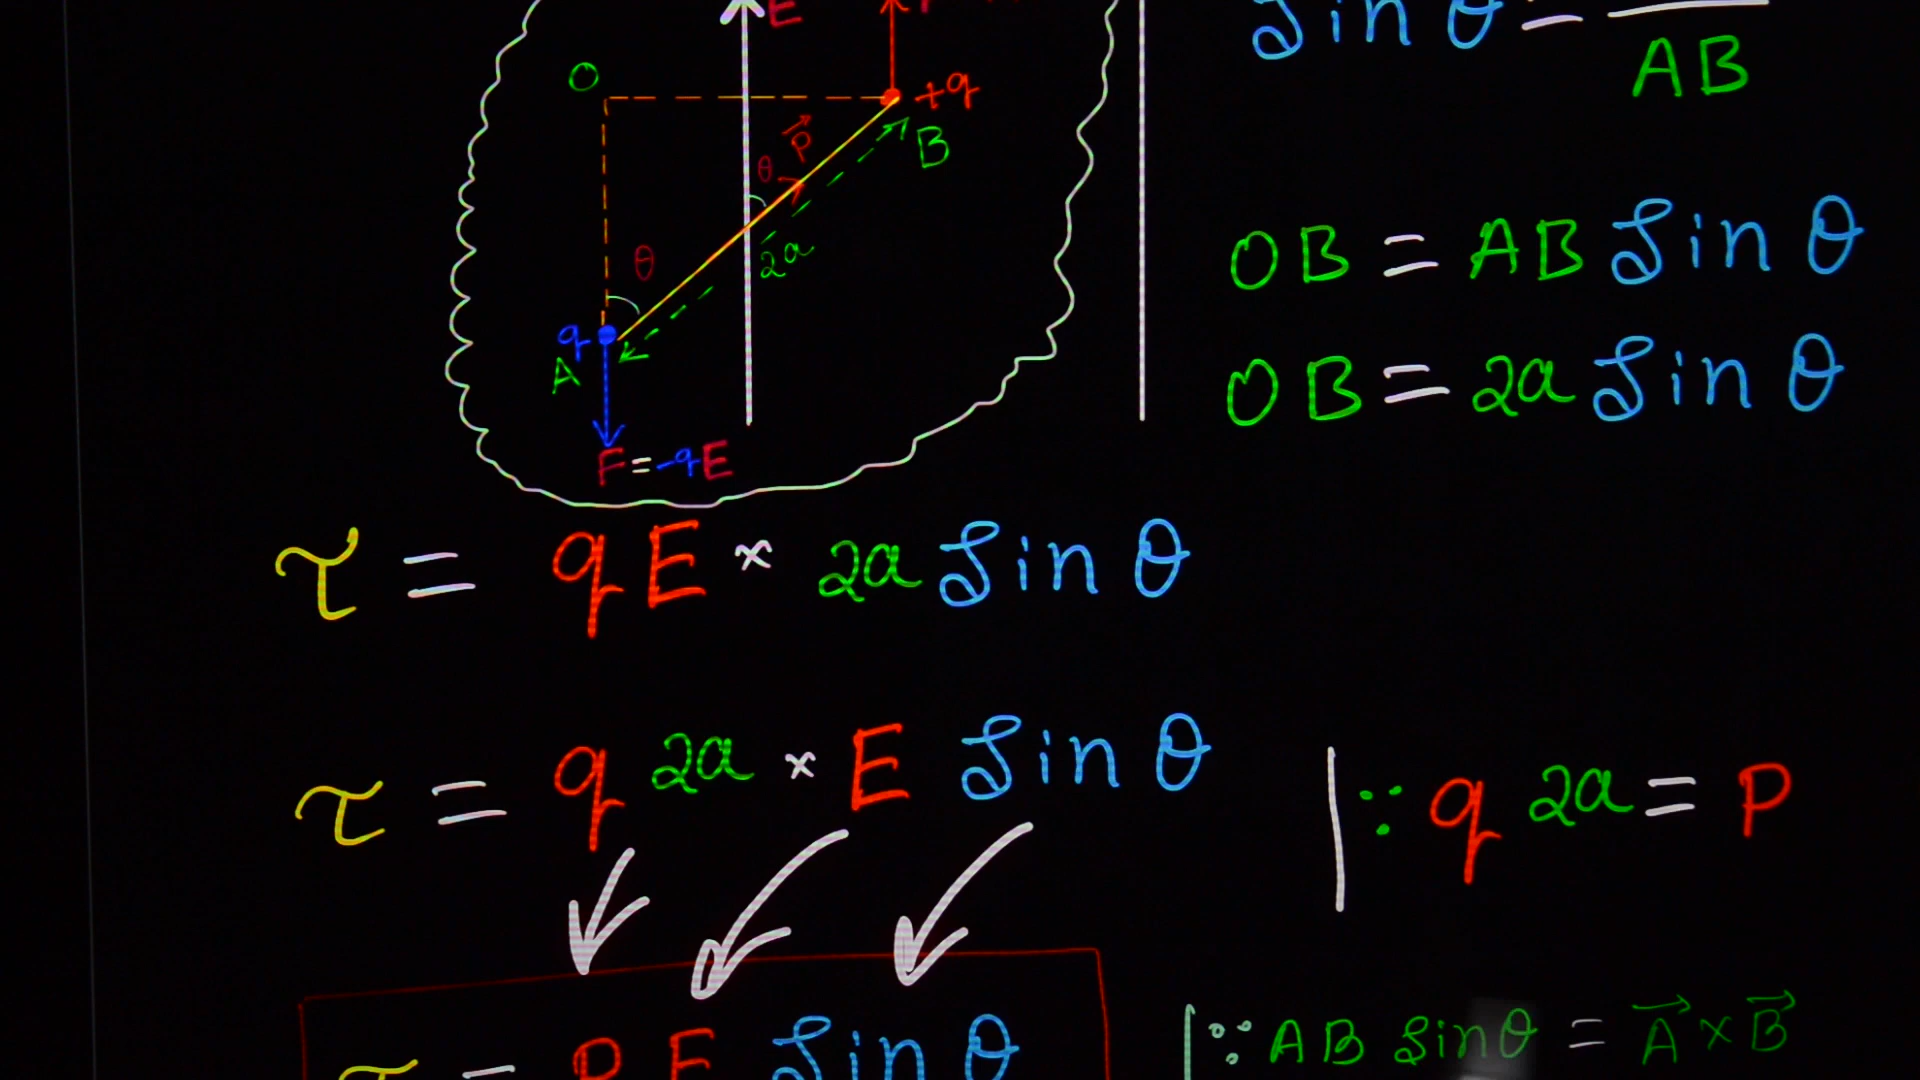 E
Sin θ =
AB
O
+q
P
θ
B
OB = AB Sin θ
2a
θ
q
A
OB = 2a Sin θ
F = -qE
τ = qE × 2a Sin θ
τ = q 2a × E Sin θ
∵ q 2a = P
τ = P E Sin θ
∵ AB Sin θ = A × B